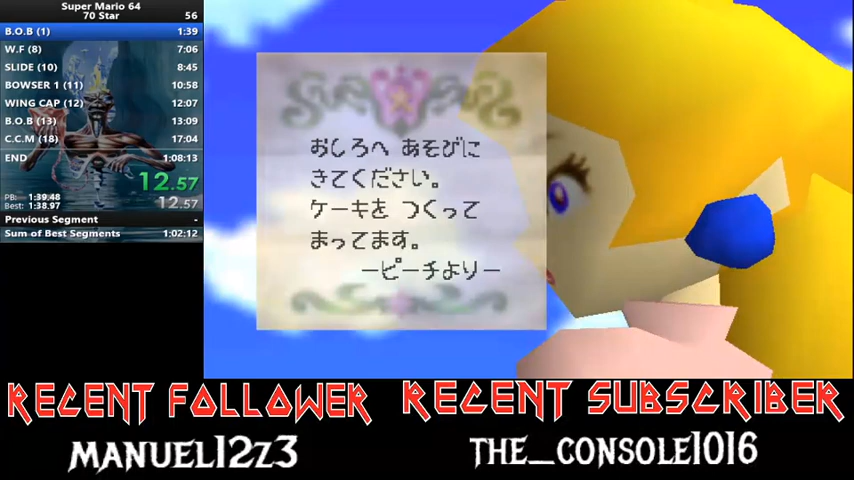 Super Mario 64
70 Star 56
B.O.B (1) 1:39
W.F (8) 7:06
SLIDE (10) 8:45
BOWSER 1 (11) 10:58
WING CAP (12) 12:07
B.O.B (13) 13:09
C.C.M (18) 17:04
END 1:08:13
12.57
PB: 1:39.48
Best: 1:38.97 12.57
Previous Segment -
Sum of Best Segments 1:02:12
おしろへ あそびに
きてください。
ケーキを つくって
まってます。
ーピーチよりー
RECENT FOLLOWER
RECENT SUBSCRIBER
MANUEL12Z3
THE_CONSOLE1016